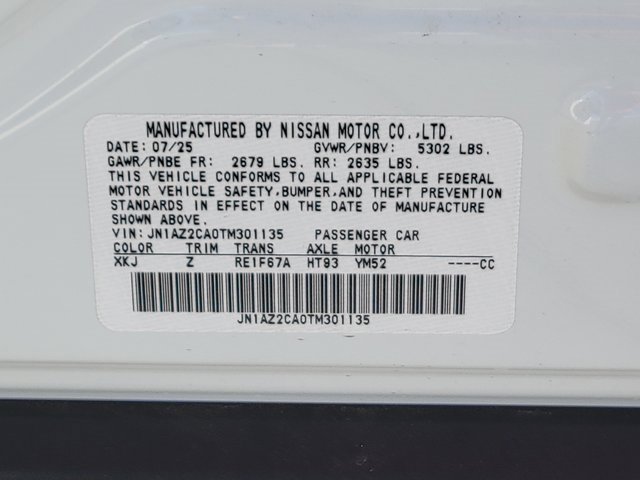 MANUFACTURED BY NISSAN MOTOR CO.,LTD.
DATE: 07/25 GVWR/PNBV: 5302 LBS.
GAWR/PNBE FR: 2679 LBS. RR: 2635 LBS.
THIS VEHICLE CONFORMS TO ALL APPLICABLE FEDERAL
MOTOR VEHICLE SAFETY,BUMPER,AND THEFT PREVENTION
STANDARDS IN EFFECT ON THE DATE OF MANUFACTURE
SHOWN ABOVE.
VIN: JN1AZ2CA0TM301135 PASSENGER CAR
COLOR TRIM TRANS AXLE MOTOR
XKJ Z RE1F67A HT93 YM52 ----CC
JN1AZ2CA0TM301135